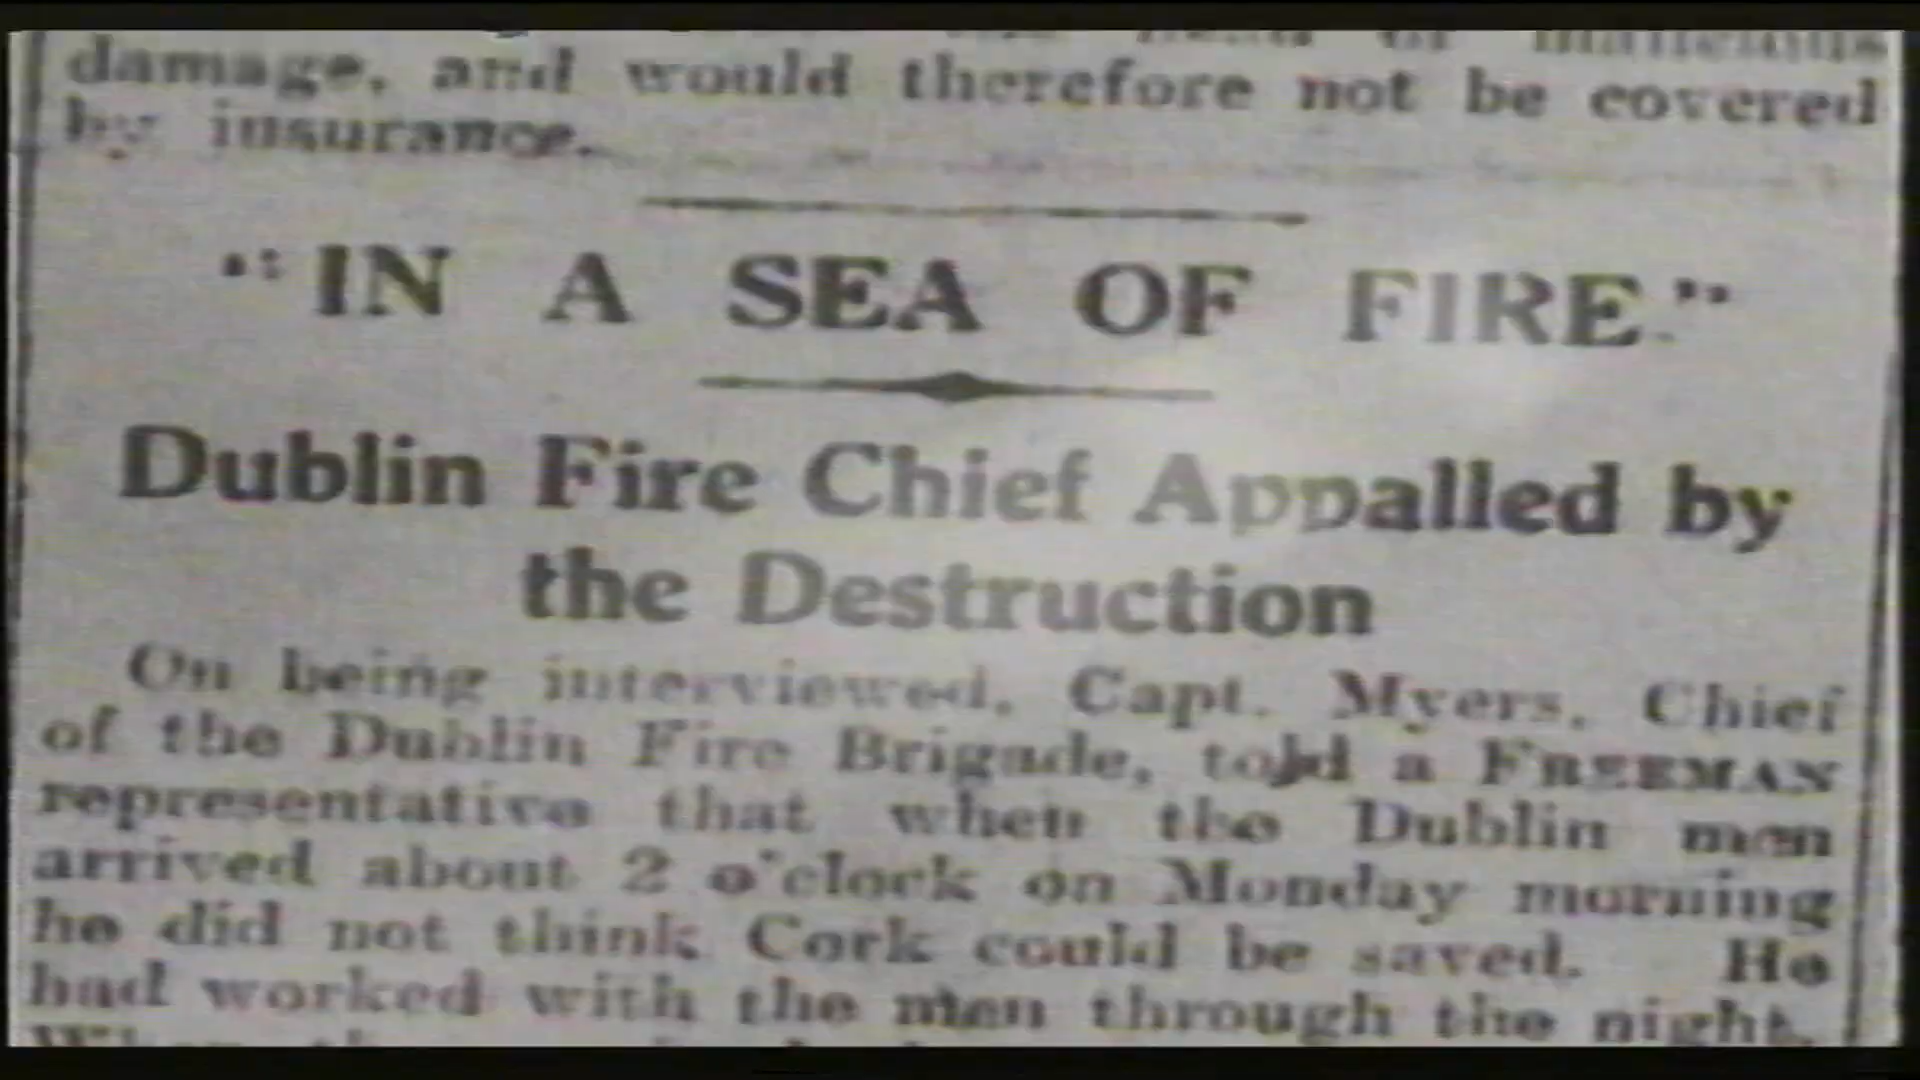 damage, and would therefore not be covered
by insurance.
"IN A SEA OF FIRE."
Dublin Fire Chief Appalled by
the Destruction
On being interviewed, Capt. Myers, Chief
of the Dublin Fire Brigade, told a FREEMAN
representative that when the Dublin men
arrived about 2 o'clock on Monday morning
he did not think Cork could be saved. He
had worked with the men through the night.